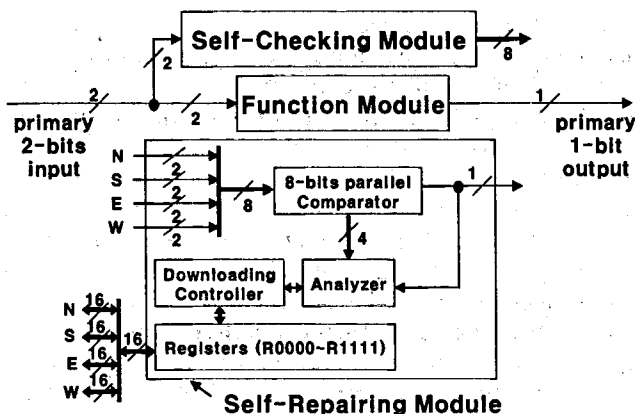 Self-Checking Module
2
8
2
2
Function Module
1
primary
2-bits
input
primary
1-bit
output
N
2
S
2
E
2
W
2
8
8-bits parallel
Comparator
1
4
Downloading
Controller
Analyzer
N
16
S
16
E
16
W
16
16
Registers (R0000~R1111)
Self-Repairing Module